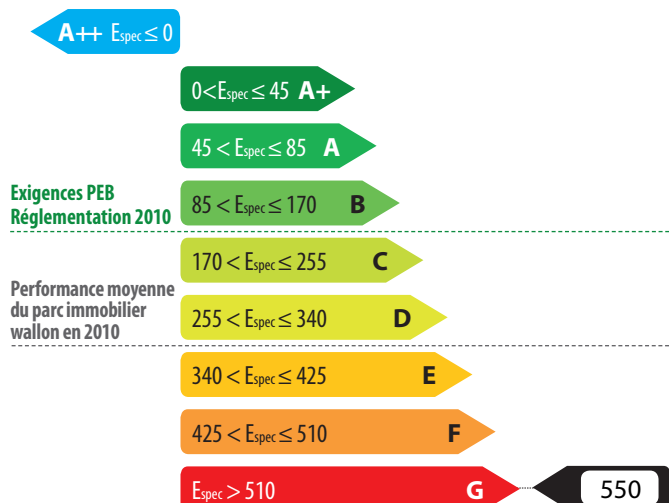 A++ Espec ≤ 0
0<Espec ≤ 45 A+
45 < Espec ≤ 85 A
Exigences PEB
Réglementation 2010
85 < Espec ≤ 170 B
170 < Espec ≤ 255 C
Performance moyenne
du parc immobilier
wallon en 2010
255 < Espec ≤ 340 D
340 < Espec ≤ 425 E
425 < Espec ≤ 510 F
Espec > 510 G 550